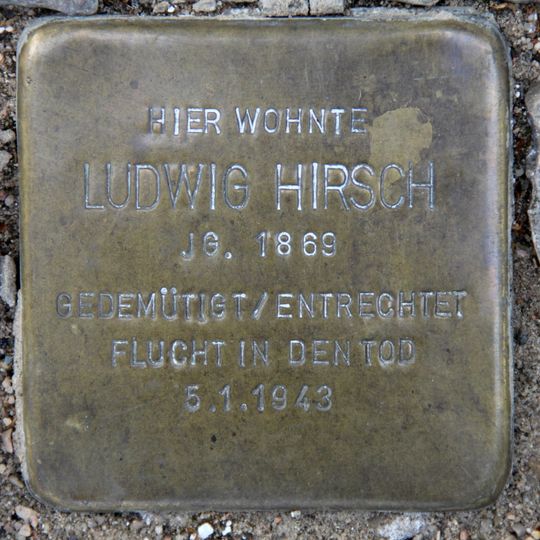 HIER WOHNTE
LUDWIG HIRSCH
JG. 1869
GEDEMÜTIGT/ENTRECHTET
FLUCHT IN DEN TOD
5.1.1943